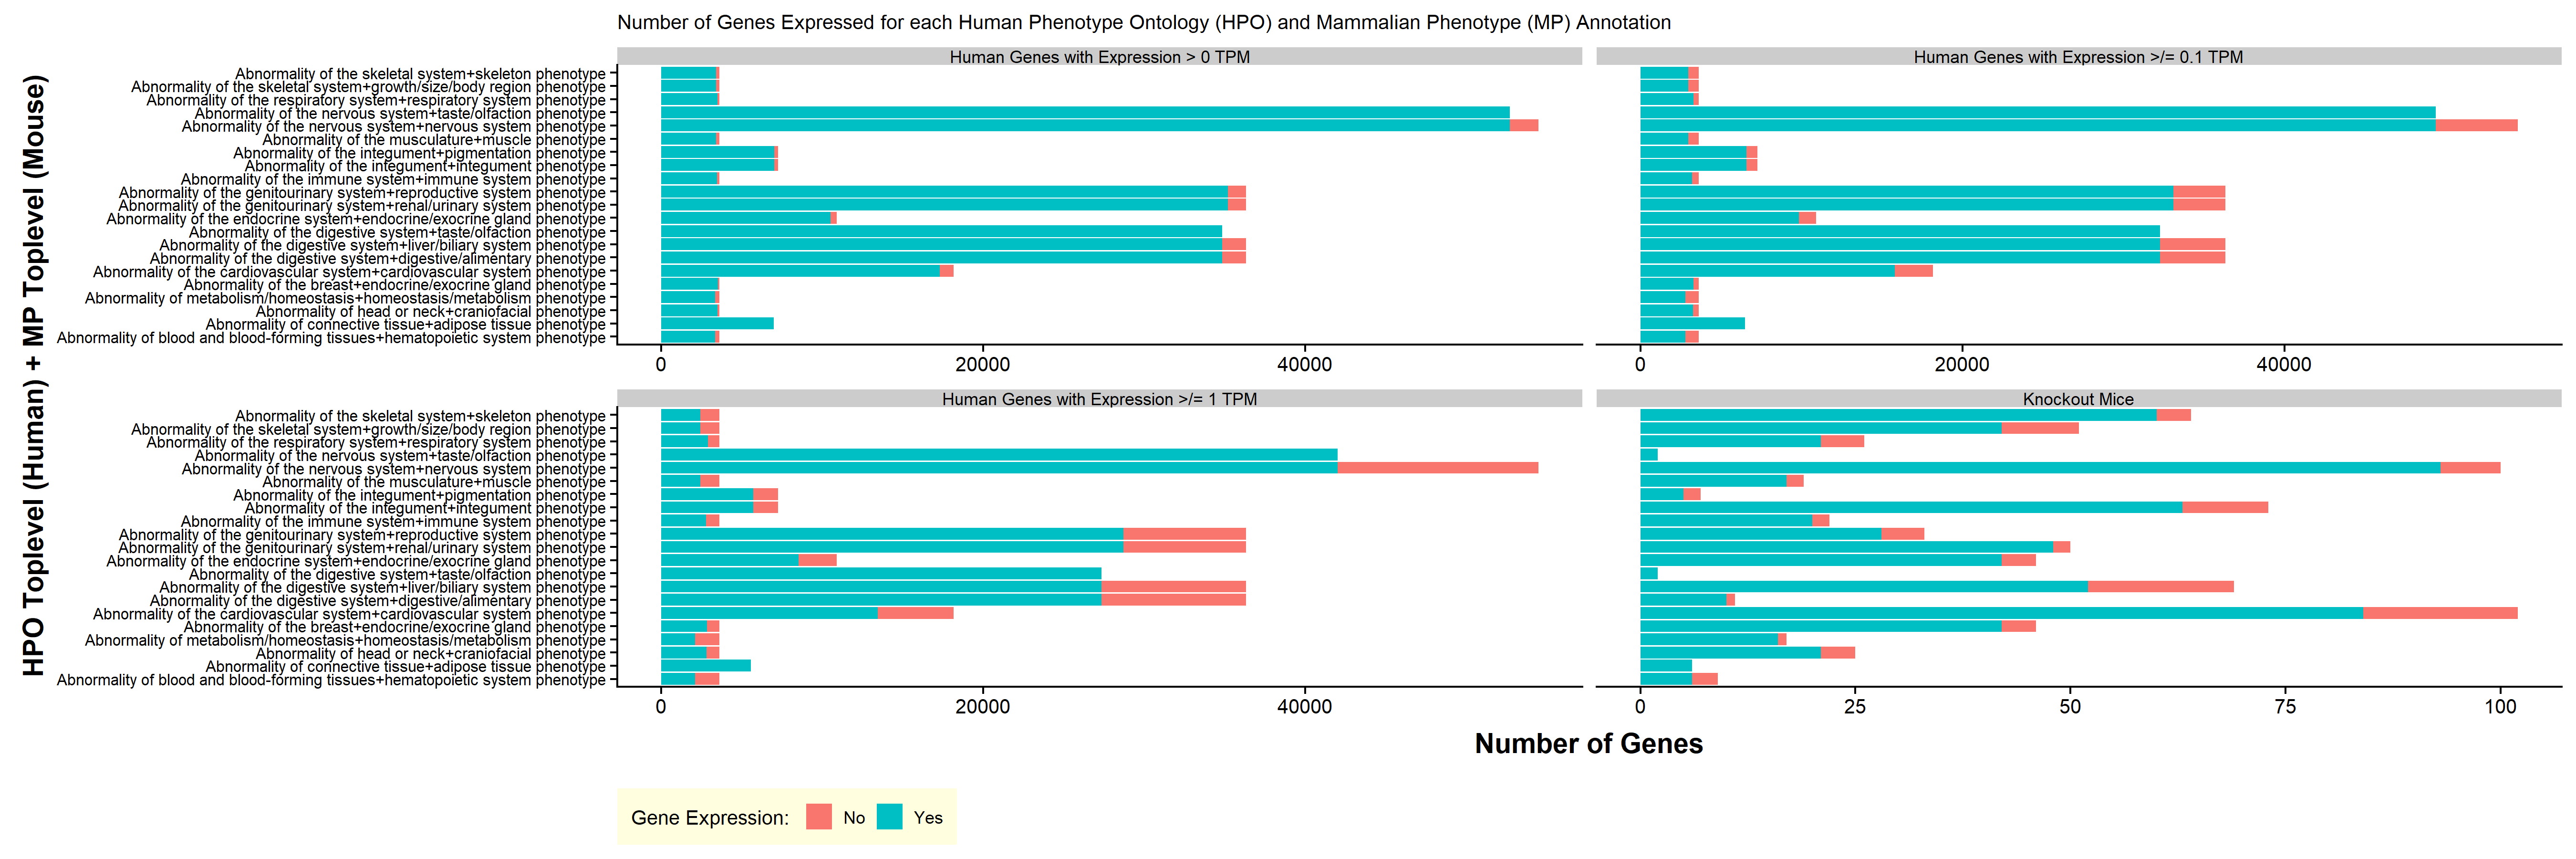 Number of Genes Expressed for each Human Phenotype Ontology (HPO) and Mammalian Phenotype (MP) Annotation
HPO Toplevel (Human) + MP Toplevel (Mouse)
Human Genes with Expression > 0 TPM
Human Genes with Expression >/= 0.1 TPM
Abnormality of the skeletal system+skeleton phenotype
Abnormality of the skeletal system+growth/size/body region phenotype
Abnormality of the respiratory system+respiratory system phenotype
Abnormality of the nervous system+taste/olfaction phenotype
Abnormality of the nervous system+nervous system phenotype
Abnormality of the musculature+muscle phenotype
Abnormality of the integument+pigmentation phenotype
Abnormality of the integument+integument phenotype
Abnormality of the immune system+immune system phenotype
Abnormality of the genitourinary system+reproductive system phenotype
Abnormality of the genitourinary system+renal/urinary system phenotype
Abnormality of the endocrine system+endocrine/exocrine gland phenotype
Abnormality of the digestive system+taste/olfaction phenotype
Abnormality of the digestive system+liver/biliary system phenotype
Abnormality of the digestive system+digestive/alimentary phenotype
Abnormality of the cardiovascular system+cardiovascular system phenotype
Abnormality of the breast+endocrine/exocrine gland phenotype
Abnormality of metabolism/homeostasis+homeostasis/metabolism phenotype
Abnormality of head or neck+craniofacial phenotype
Abnormality of connective tissue+adipose tissue phenotype
Abnormality of blood and blood-forming tissues+hematopoietic system phenotype
0 20000 40000
0 20000 40000
Human Genes with Expression >/= 1 TPM
Knockout Mice
Abnormality of the skeletal system+skeleton phenotype
Abnormality of the skeletal system+growth/size/body region phenotype
Abnormality of the respiratory system+respiratory system phenotype
Abnormality of the nervous system+taste/olfaction phenotype
Abnormality of the nervous system+nervous system phenotype
Abnormality of the musculature+muscle phenotype
Abnormality of the integument+pigmentation phenotype
Abnormality of the integument+integument phenotype
Abnormality of the immune system+immune system phenotype
Abnormality of the genitourinary system+reproductive system phenotype
Abnormality of the genitourinary system+renal/urinary system phenotype
Abnormality of the endocrine system+endocrine/exocrine gland phenotype
Abnormality of the digestive system+taste/olfaction phenotype
Abnormality of the digestive system+liver/biliary system phenotype
Abnormality of the digestive system+digestive/alimentary phenotype
Abnormality of the cardiovascular system+cardiovascular system phenotype
Abnormality of the breast+endocrine/exocrine gland phenotype
Abnormality of metabolism/homeostasis+homeostasis/metabolism phenotype
Abnormality of head or neck+craniofacial phenotype
Abnormality of connective tissue+adipose tissue phenotype
Abnormality of blood and blood-forming tissues+hematopoietic system phenotype
0 20000 40000
0 25 50 75 100
Number of Genes
Gene Expression: No Yes